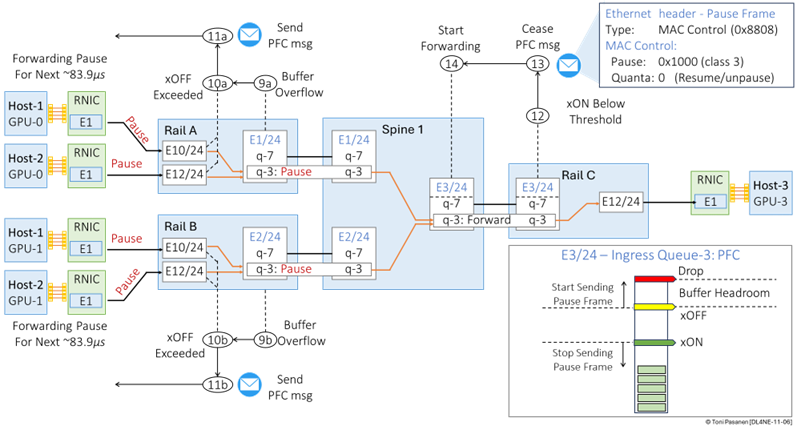 11a
Send
PFC msg
Forwarding Pause
For Next ~83.9µs
xOFF
Exceeded
10a
9a
Buffer
Overflow
Start
Forwarding
14
Cease
PFC msg
13
12
xON Below
Threshold
Ethernet header - Pause Frame
Type: MAC Control (0x8808)
MAC Control:
Pause: 0x1000 (class 3)
Quanta: 0 (Resume/unpause)
Host-1
GPU-0
RNIC
E1
Pause
Host-2
GPU-0
RNIC
E1
Pause
Rail A
E10/24
E12/24
E1/24
q-7
q-3: Pause
Spine 1
E1/24
q-7
q-3
E3/24
q-7
q-3: Forward
E3/24
q-7
q-3
Rail C
E12/24
RNIC
E1
Host-3
GPU-3
Host-1
GPU-1
RNIC
E1
Pause
Host-2
GPU-1
RNIC
E1
Pause
Rail B
E10/24
E12/24
E2/24
q-7
q-3: Pause
E2/24
q-7
q-3
Forwarding Pause
For Next ~83.9µs
xOFF
Exceeded
10b
9b
Buffer
Overflow
11b
Send
PFC msg
E3/24 – Ingress Queue-3: PFC
Drop
Start Sending
Pause Frame
Buffer Headroom
xOFF
xON
Stop Sending
Pause Frame
© Toni Pasanen [DL4NE-11-06]